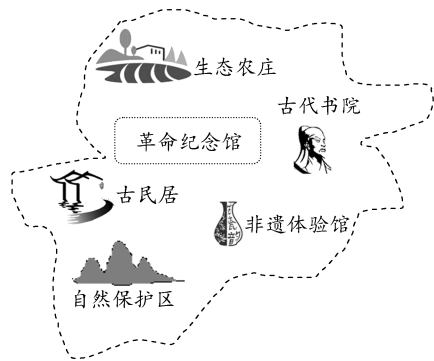 生态农庄
古代书院
革命纪念馆
古民居
非遗体验馆
自然保护区